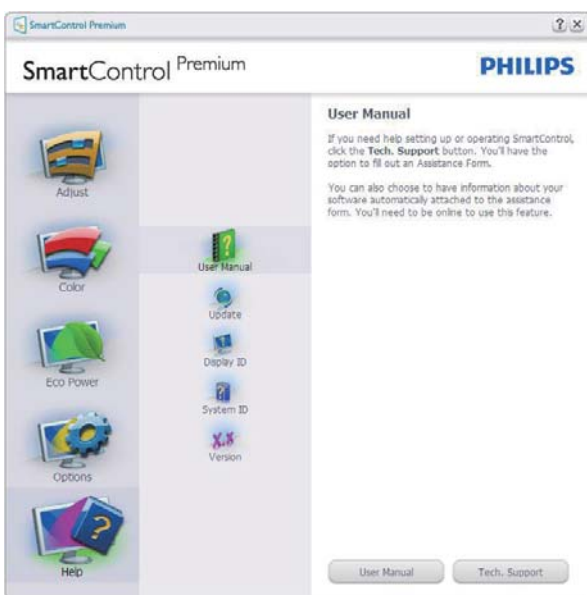 SmartControl Premium
SmartControl Premium
PHILIPS
Adjust
Color
Eco Power
Options
Help
User Manual
Update
Display ID
System ID
X.X
Version
User Manual
If you need help setting up or operating SmartControl,
click the Tech. Support button. You'll have the
option to fill out an Assistance Form.
You can also choose to have information about your
software automatically attached to the assistance
form. You'll need to be online to use this feature.
User Manual
Tech. Support